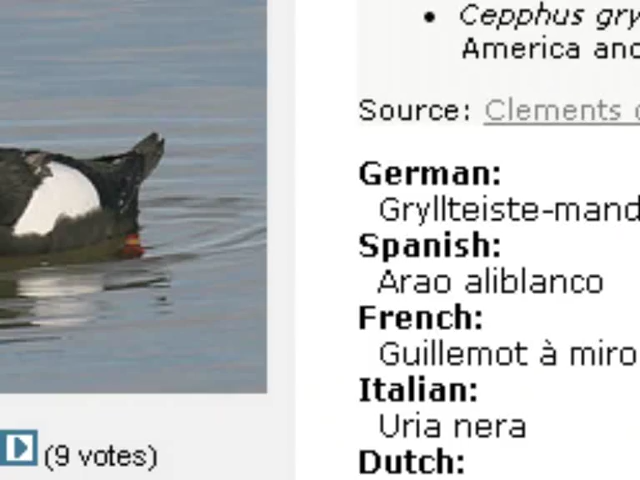 Cepphus gry
America and
Source: Clements
German:
Gryllteiste-mand
Spanish:
Arao aliblanco
French:
Guillemot à miro
Italian:
Uria nera
Dutch:
(9 votes)